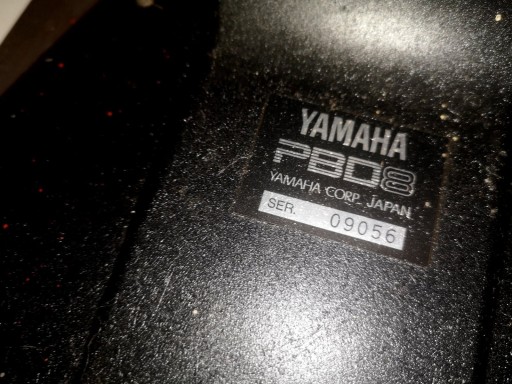 YAMAHA
PBD8
YAMAHA CORP. JAPAN
SER. 09056